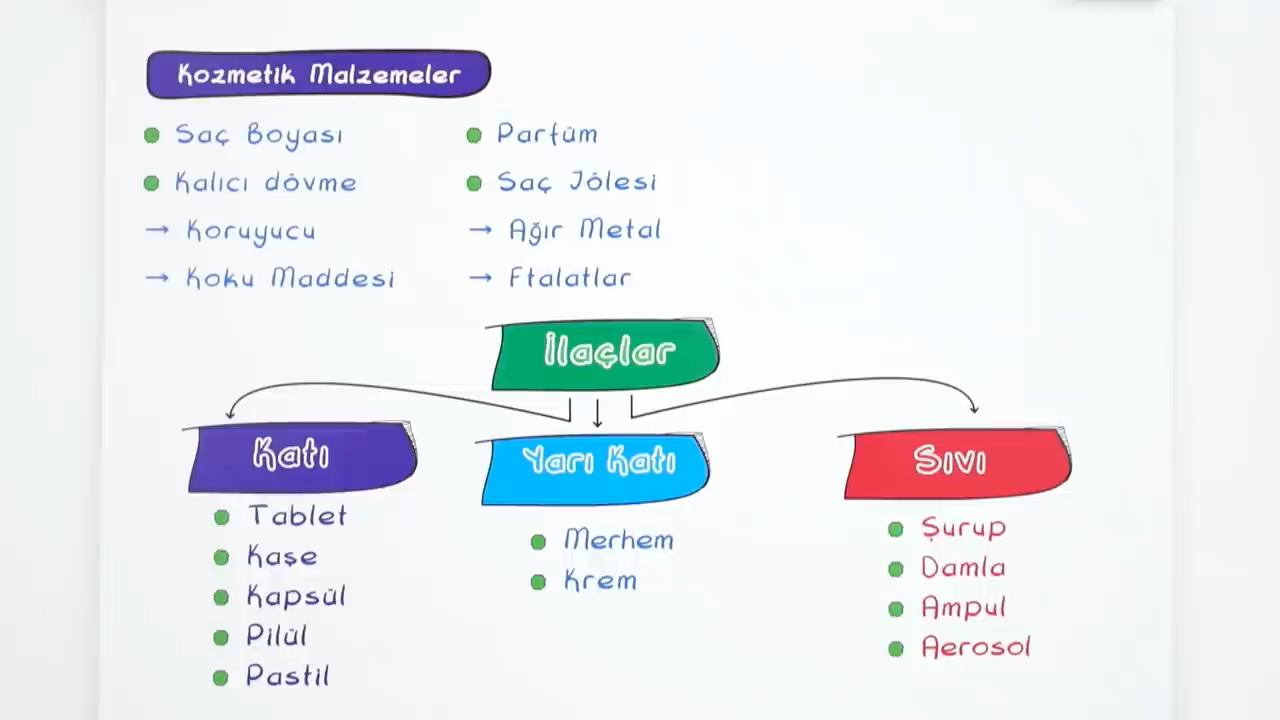 Kozmetik Malzemeler
Saç Boyası
Kalıcı dövme
→ Koruyucu
→ Koku Maddesi
Parfüm
Saç Jölesi
→ Ağır Metal
→ Ftalatlar
İlaçlar
Katı
Tablet
Kaşe
Kapsül
Pilül
Pastil
Yarı Katı
Merhem
Krem
Sıvı
Şurup
Damla
Ampul
Aerosol